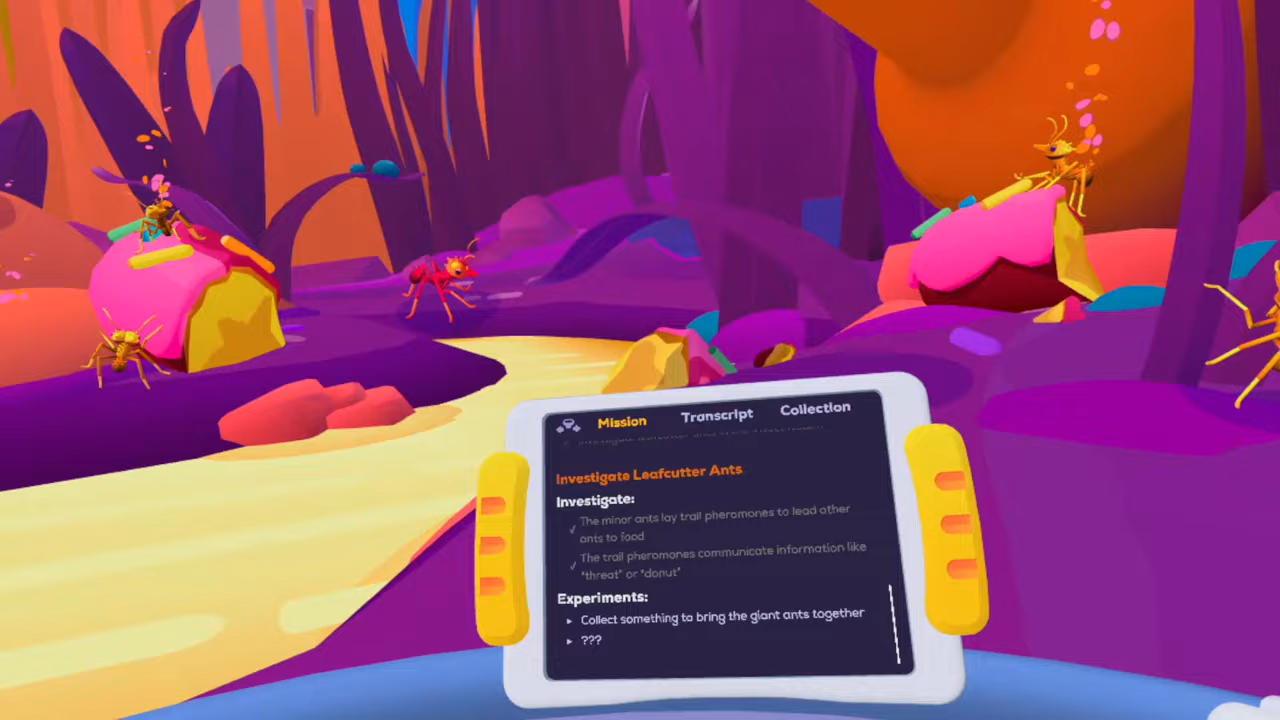 Mission Transcript Collection
Investigate Leafcutter Ants
Investigate:
✓ The minor ants lay trail pheromones to lead other
ants to food
✓ The trail pheromones communicate information like
"threat" or "donut"
Experiments:
▸ Collect something to bring the giant ants together
▸ ???